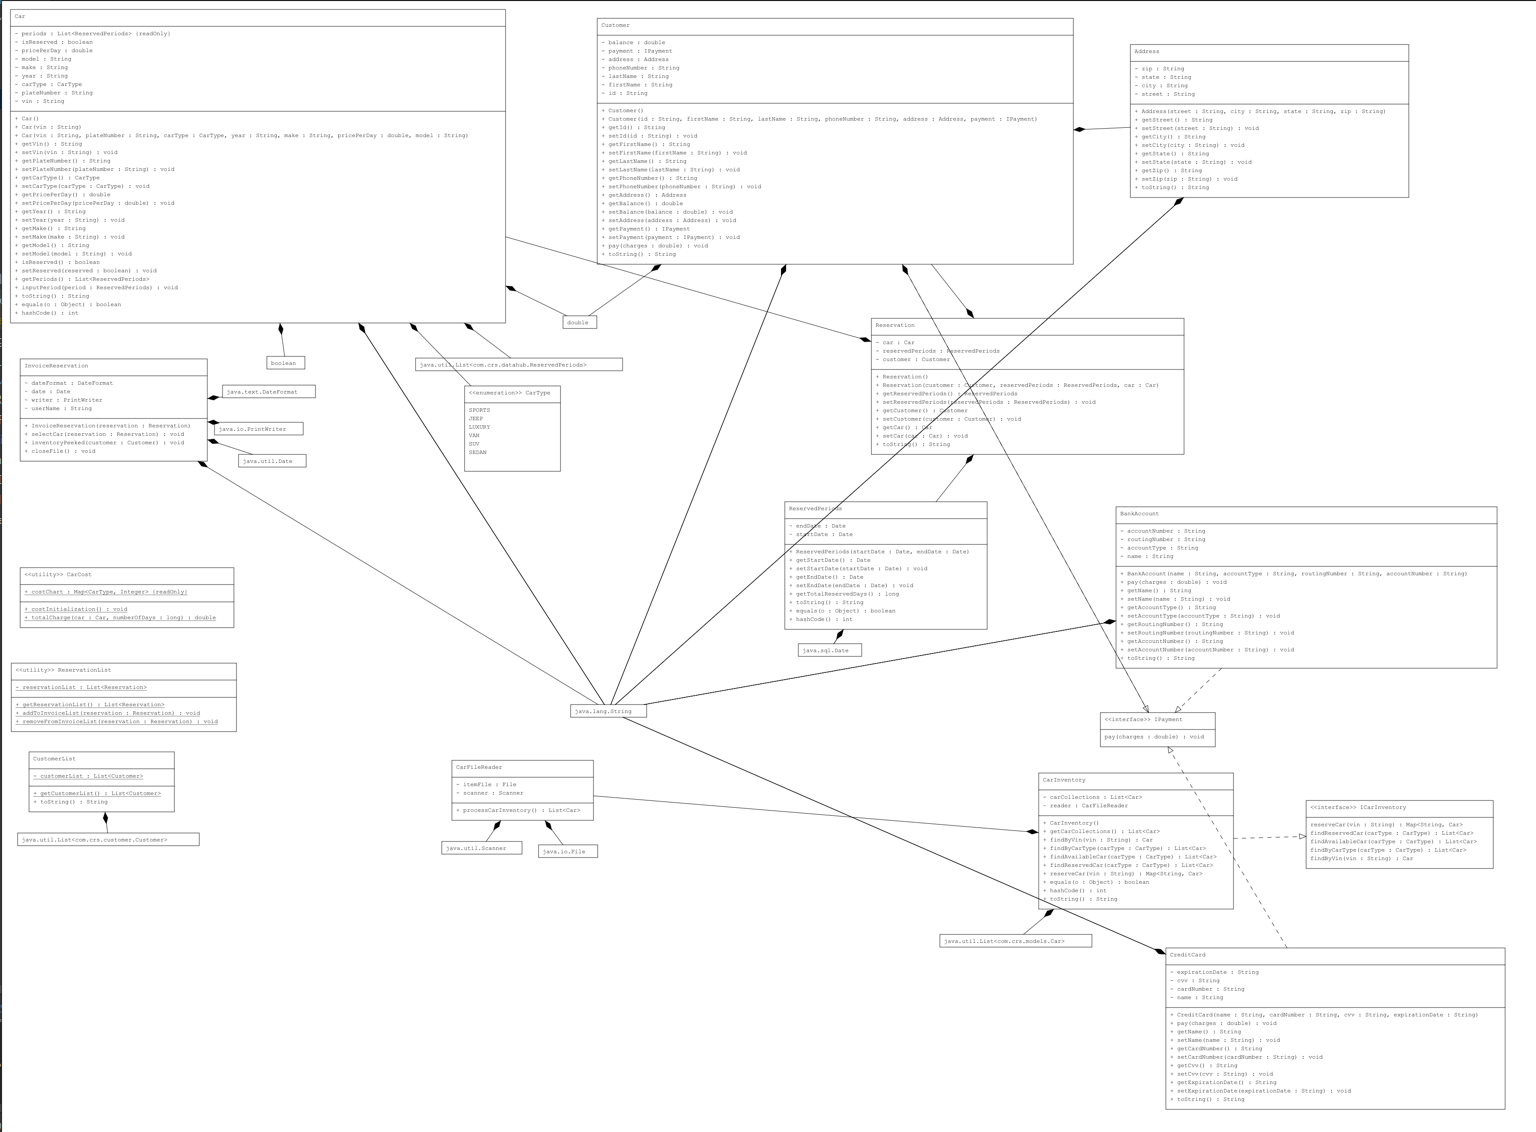 Car
- periods : List<ReservedPeriods> {readOnly}
- isReserved : boolean
- pricePerDay : double
- model : String
- make : String
- year : String
- carType : CarType
- plateNumber : String
- vin : String
+ Car()
+ Car(vin : String)
+ Car(vin : String, plateNumber : String, carType : CarType, year : String, make : String, pricePerDay : double, model : String)
+ getVin() : String
+ setVin(vin : String) : void
+ getPlateNumber() : String
+ setPlateNumber(plateNumber : String) : void
+ getCarType() : CarType
+ setCarType(carType : CarType) : void
+ getPricePerDay() : double
+ setPricePerDay(pricePerDay : double) : void
+ getYear() : String
+ setYear(year : String) : void
+ getMake() : String
+ setMake(make : String) : void
+ getModel() : String
+ setModel(model : String) : void
+ isReserved() : boolean
+ setReserved(reserved : boolean) : void
+ getPeriods() : List<ReservedPeriods>
+ inputPeriod(period : ReservedPeriods) : void
+ toString() : String
+ equals(o : Object) : boolean
+ hashCode() : int
Customer
- balance : double
- payment : IPayment
- address : Address
- phoneNumber : String
- lastName : String
- firstName : String
- id : String
+ Customer()
+ Customer(id : String, firstName : String, lastName : String, phoneNumber : String, address : Address, payment : IPayment)
+ getId() : String
+ setId(id : String) : void
+ getFirstName() : String
+ setFirstName(firstName : String) : void
+ getLastName() : String
+ setLastName(lastName : String) : void
+ getPhoneNumber() : String
+ setPhoneNumber(phoneNumber : String) : void
+ getAddress() : Address
+ getBalance() : double
+ setBalance(balance : double) : void
+ setAddress(address : Address) : void
+ getPayment() : IPayment
+ setPayment(payment : IPayment) : void
+ pay(charges : double) : void
+ toString() : String
Address
- zip : String
- state : String
- city : String
- street : String
+ Address(street : String, city : String, state : String, zip : String)
+ getStreet() : String
+ setStreet(street : String) : void
+ getCity() : String
+ setCity(city : String) : void
+ getState() : String
+ setState(state : String) : void
+ getZip() : String
+ setZip(zip : String) : void
+ toString() : String
double
boolean
java.util.List<com.crs.datahub.ReservedPeriods>
<<enumeration>> CarType
SPORTS
JEEP
LUXURY
VAN
SUV
SEDAN
Reservation
- car : Car
- reservedPeriods : ReservedPeriods
- customer : Customer
+ Reservation()
+ Reservation(customer : Customer, reservedPeriods : ReservedPeriods, car : Car)
+ getReservedPeriods() : ReservedPeriods
+ setReservedPeriods(reservedPeriods : ReservedPeriods) : void
+ getCustomer() : Customer
+ setCustomer(customer : Customer) : void
+ getCar() : Car
+ setCar(car : Car) : void
+ toString() : String
InvoiceReservation
- dateFormat : DateFormat
- date : Date
- writer : PrintWriter
- userName : String
+ InvoiceReservation(reservation : Reservation)
+ selectCar(reservation : Reservation) : void
+ inventoryPeeked(customer : Customer) : void
+ closeFile() : void
java.text.DateFormat
java.io.PrintWriter
java.util.Date
ReservedPeriods
- endDate : Date
- startDate : Date
+ ReservedPeriods(startDate : Date, endDate : Date)
+ getStartDate() : Date
+ setStartDate(startDate : Date) : void
+ getEndDate() : Date
+ setEndDate(endDate : Date) : void
+ getTotalReservedDays() : long
+ toString() : String
+ equals(o : Object) : boolean
+ hashCode() : int
java.sql.Date
BankAccount
- accountNumber : String
- routingNumber : String
- accountType : String
- name : String
+ BankAccount(name : String, accountType : String, routingNumber : String, accountNumber : String)
+ pay(charges : double) : void
+ getName() : String
+ setName(name : String) : void
+ getAccountType() : String
+ setAccountType(accountType : String) : void
+ getRoutingNumber() : String
+ setRoutingNumber(routingNumber : String) : void
+ getAccountNumber() : String
+ setAccountNumber(accountNumber : String) : void
+ toString() : String
<<utility>> CarCost
+ costChart : Map<CarType, Integer> {readOnly}
+ costInitialization() : void
+ totalCharge(car : Car, numberOfDays : long) : double
<<utility>> ReservationList
- reservationList : List<Reservation>
+ getReservationList() : List<Reservation>
+ addToInvoiceList(reservation : Reservation) : void
+ removeFromInvoiceList(reservation : Reservation) : void
java.lang.String
<<interface>> IPayment
pay(charges : double) : void
CustomerList
- customerList : List<Customer>
+ getCustomerList() : List<Customer>
+ toString() : String
java.util.List<com.crs.customer.Customer>
CarFileReader
- itemFile : File
- scanner : Scanner
+ processCarInventory() : List<Car>
java.util.Scanner
java.io.File
CarInventory
- carCollections : List<Car>
- reader : CarFileReader
+ CarInventory()
+ getCarCollections() : List<Car>
+ findByVin(vin : String) : Car
+ findByCarType(carType : CarType) : List<Car>
+ findAvailableCar(carType : CarType) : List<Car>
+ findReservedCar(carType : CarType) : List<Car>
+ reserveCar(vin : String) : Map<String, Car>
+ equals(o : Object) : boolean
+ hashCode() : int
+ toString() : String
<<interface>> ICarInventory
reserveCar(vin : String) : Map<String, Car>
findReservedCar(carType : CarType) : List<Car>
findAvailableCar(carType : CarType) : List<Car>
findByCarType(carType : CarType) : List<Car>
findByVin(vin : String) : Car
java.util.List<com.crs.models.Car>
CreditCard
- expirationDate : String
- cvv : String
- cardNumber : String
- name : String
+ CreditCard(name : String, cardNumber : String, cvv : String, expirationDate : String)
+ pay(charges : double) : void
+ getName() : String
+ setName(name : String) : void
+ getCardNumber() : String
+ setCardNumber(cardNumber : String) : void
+ getCvv() : String
+ setCvv(cvv : String) : void
+ getExpirationDate() : String
+ setExpirationDate(expirationDate : String) : void
+ toString() : String